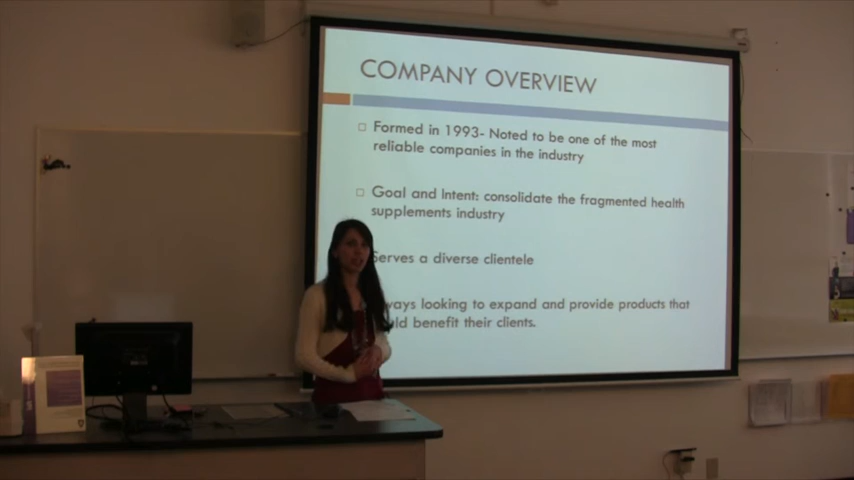 COMPANY OVERVIEW
Formed in 1993- Noted to be one of the most
reliable companies in the industry
Goal and Intent: consolidate the fragmented health
supplements industry
Serves a diverse clientele
looking to expand and provide products that
benefit their clients.